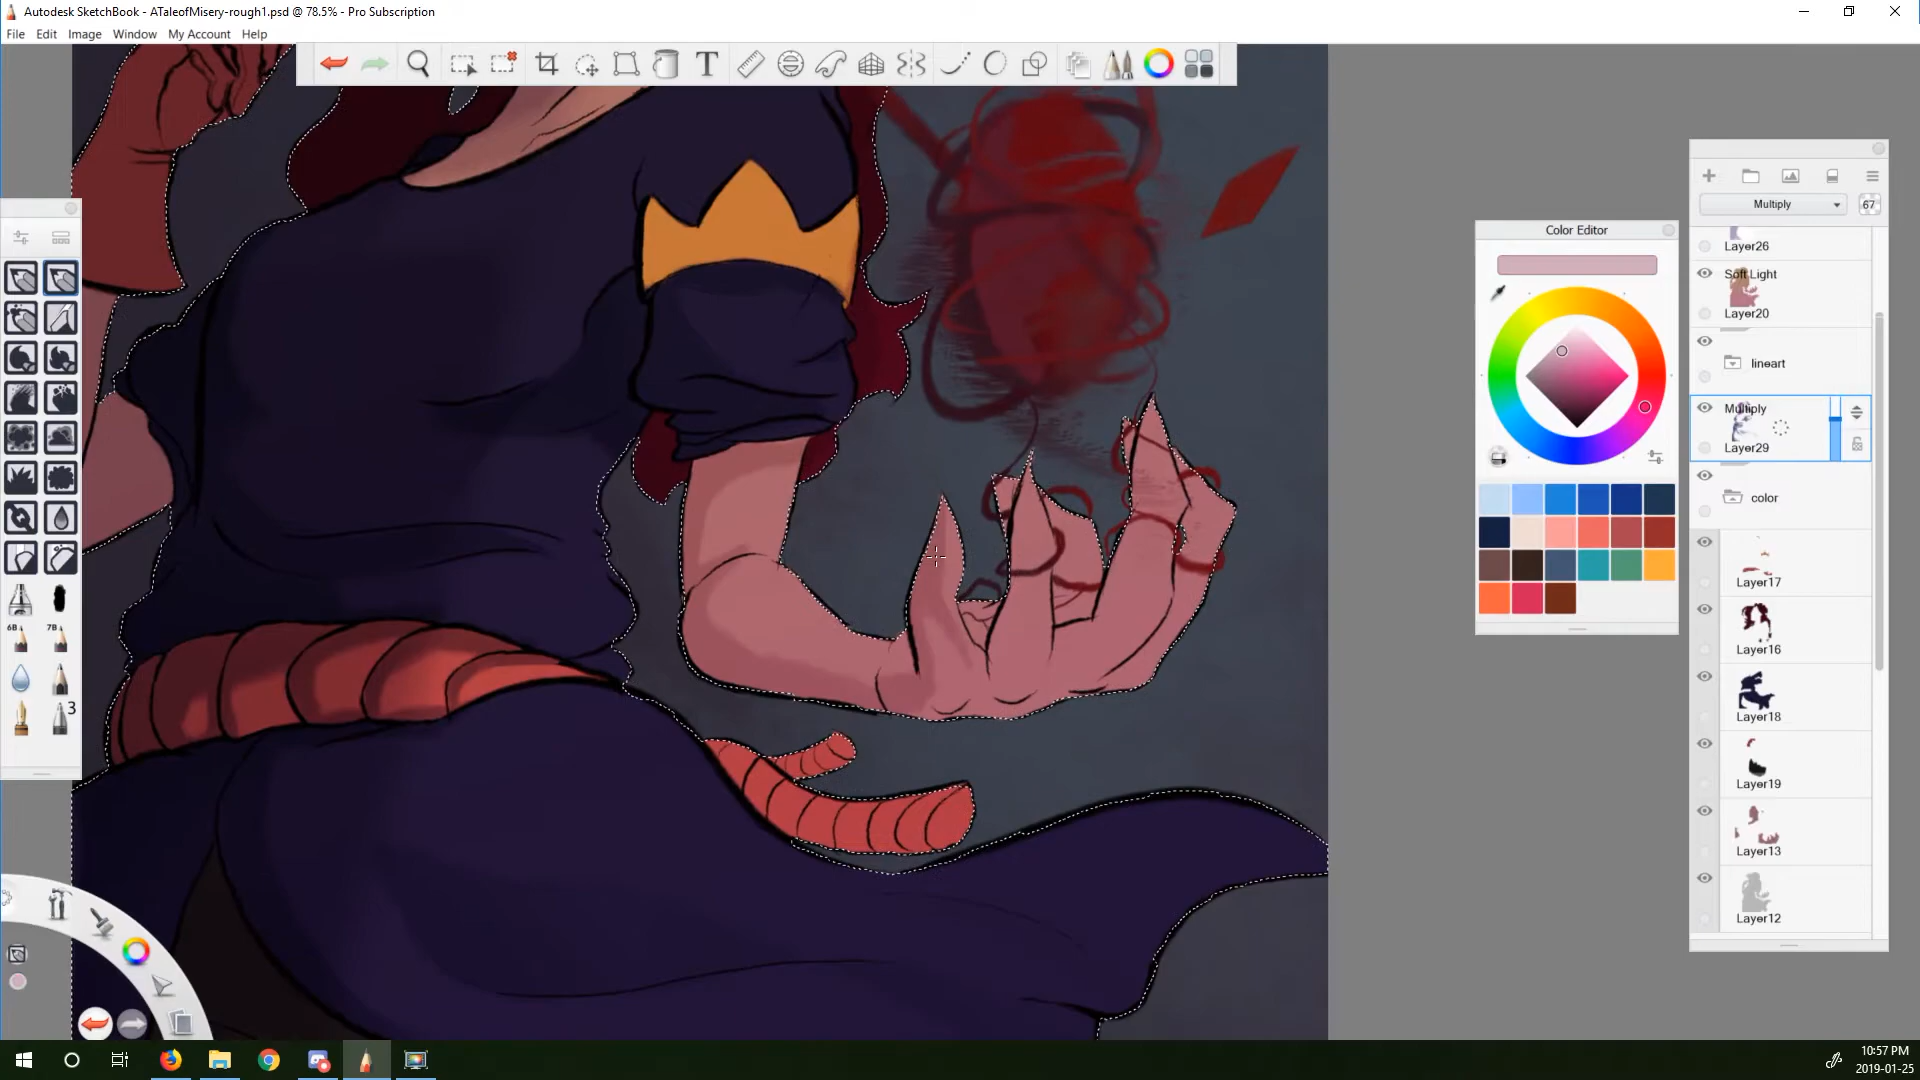 Autodesk SketchBook - ATaleofMisery-rough1.psd @ 78.5% - Pro Subscription
File Edit Image Window My Account Help
Multiply 67
Layer26
Soft Light
Layer20
lineart
Multiply
Layer29
color
Layer17
Layer16
Layer18
Layer19
Layer13
Layer12
Color Editor
6B 7B
3
10:57 PM
2019-01-25